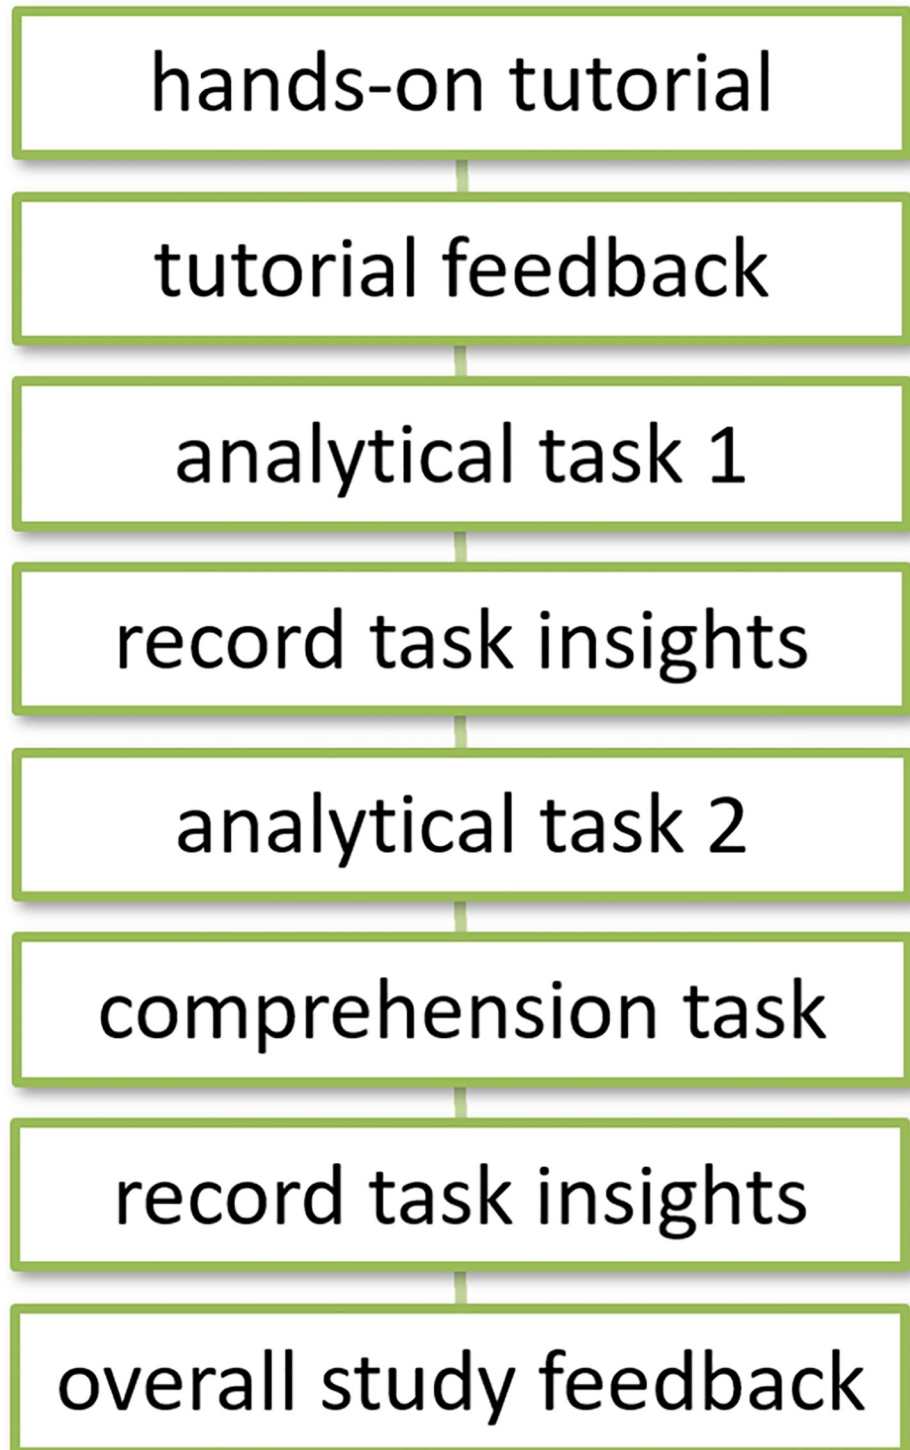 hands-on tutorial
tutorial feedback
analytical task 1
record task insights
analytical task 2
comprehension task
record task insights
overall study feedback